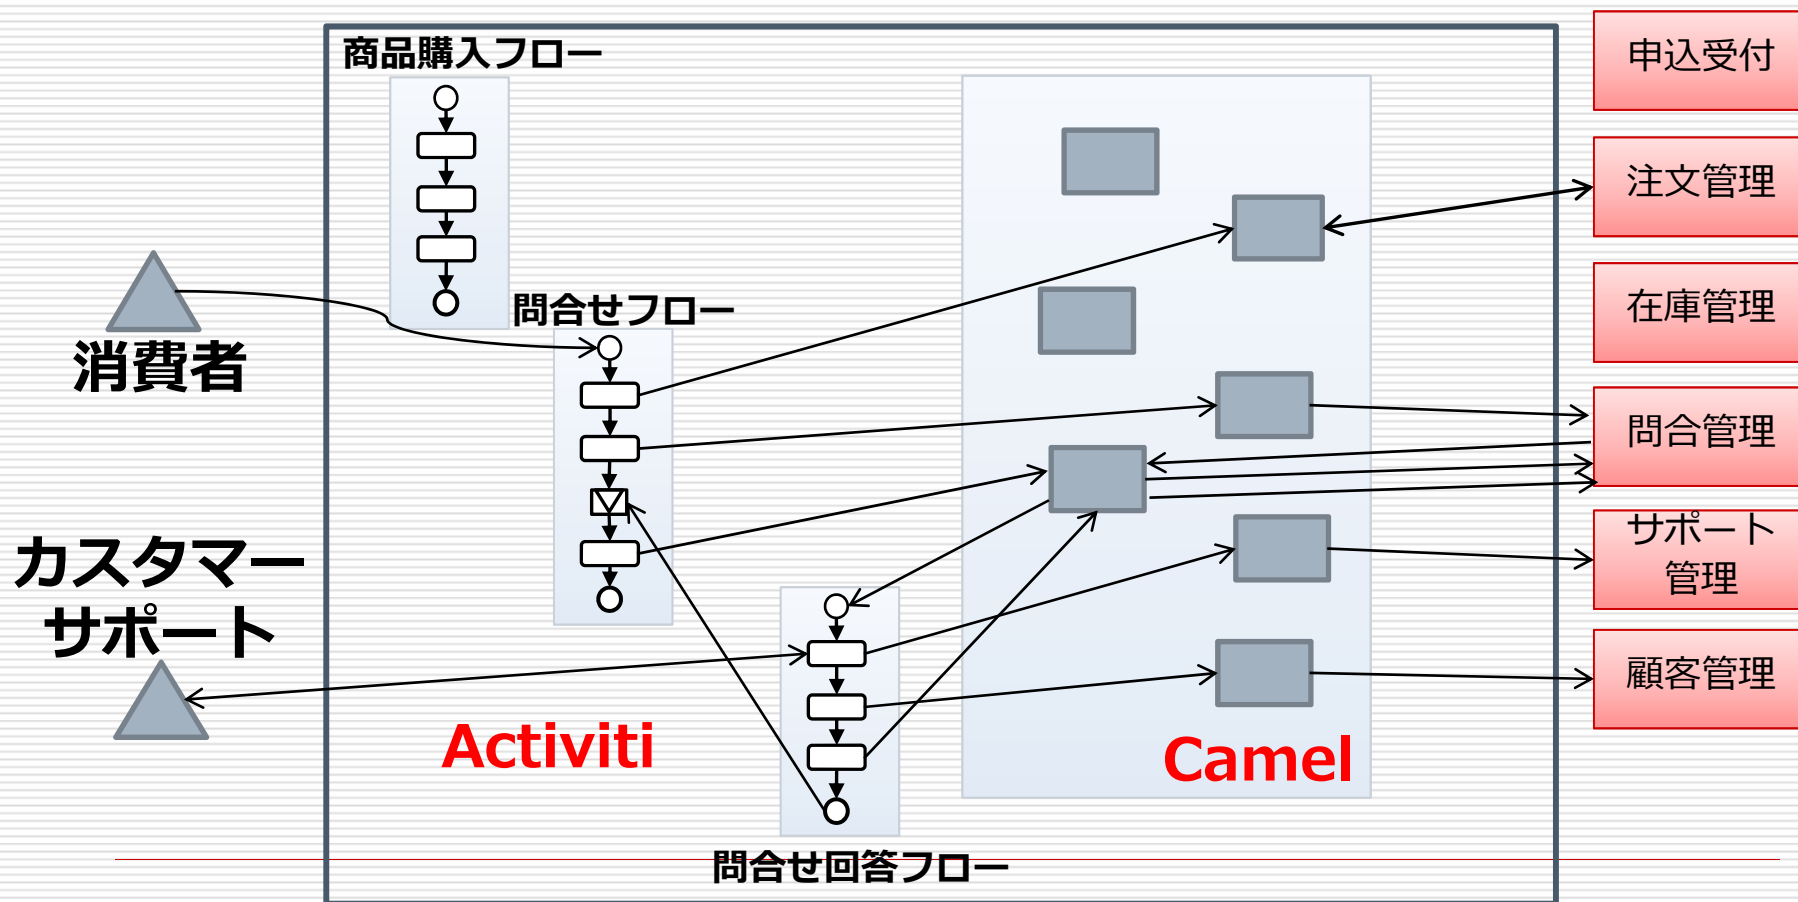 商品購入フロー
申込受付
注文管理
在庫管理
問合せフロー
消費者
問合管理
カスタマー
サポート
サポート
管理
顧客管理
Activiti
Camel
問合せ回答フロー